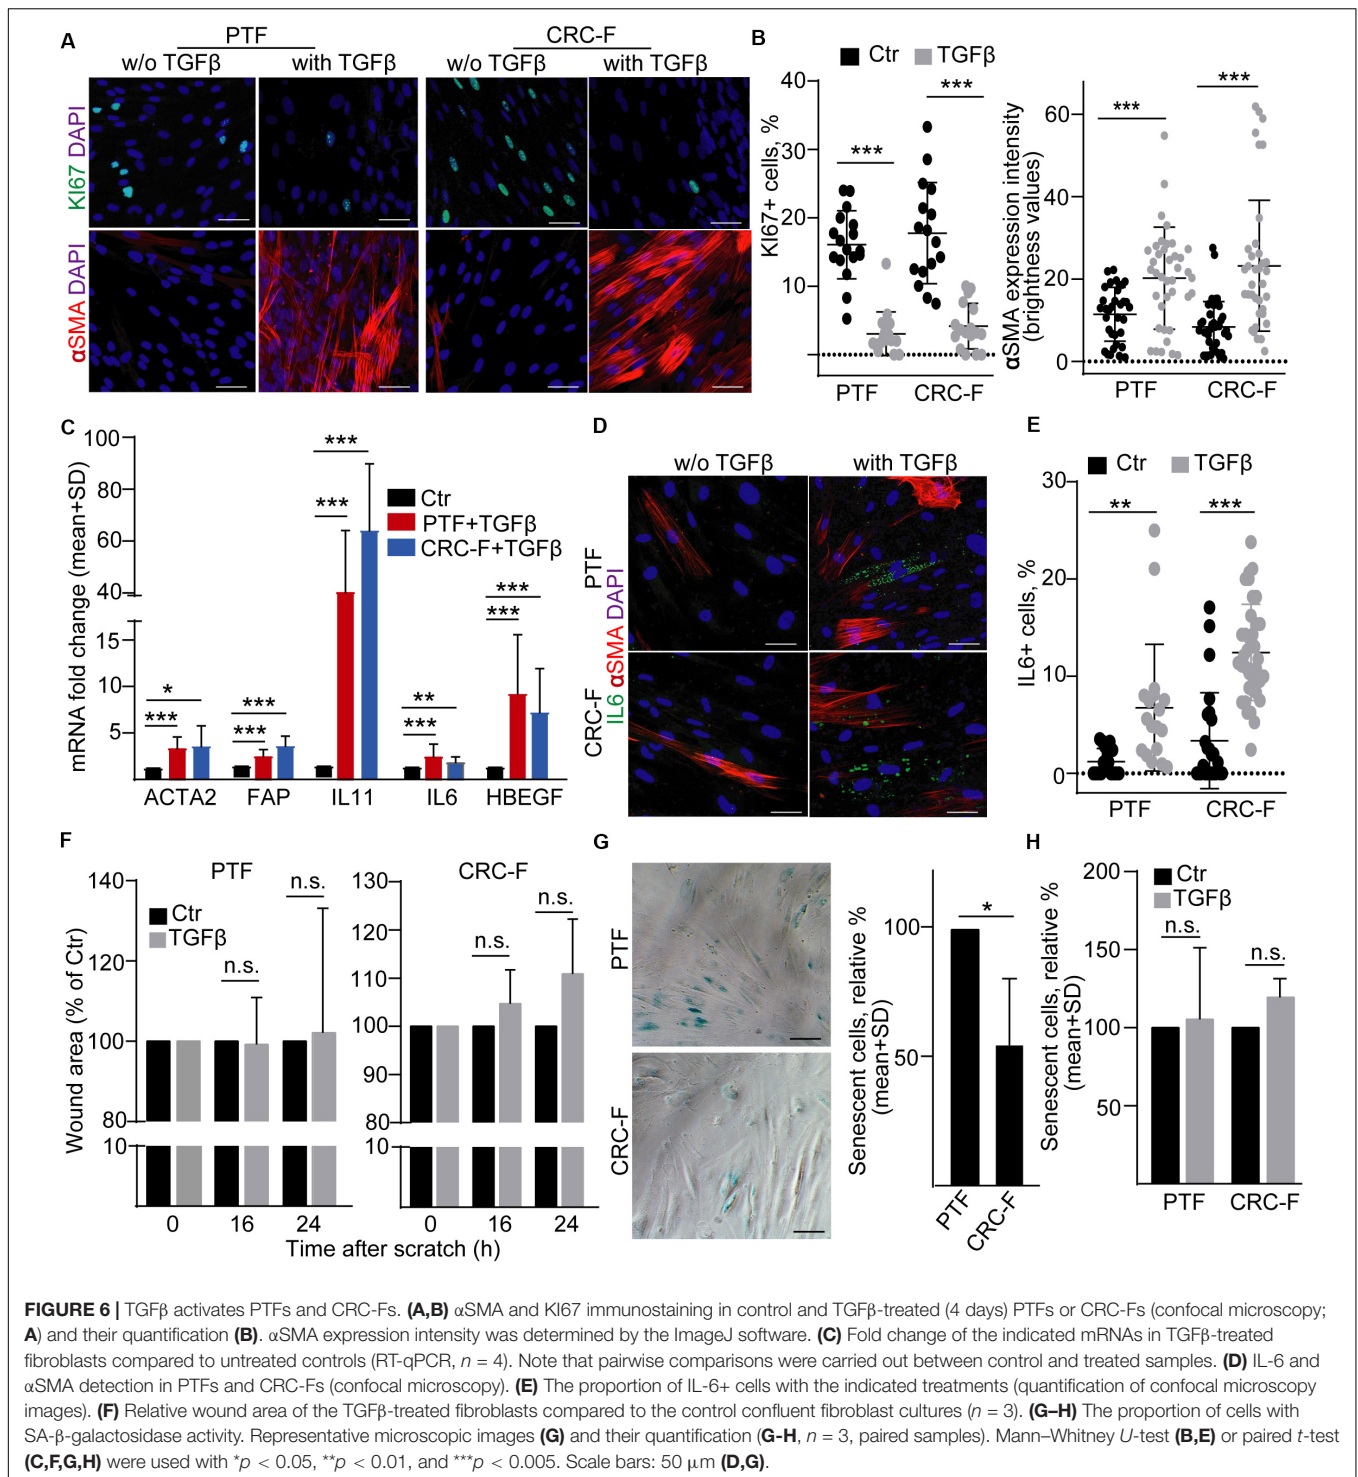 A
PTF
CRC-F
w/o TGFβ
with TGFβ
w/o TGFβ
with TGFβ
KI67 DAPI
αSMA DAPI
B
Ctr
TGFβ
KI67+ cells, %
40
30
20
10
***
***
PTF
CRC-F
αSMA expression intensity
(brightness values)
60
40
20
0
***
***
PTF
CRC-F
C
mRNA fold change (mean+SD)
100
80
60
40
15
10
5
Ctr
PTF+TGFβ
CRC-F+TGFβ
***
*
***
***
***
***
***
**
***
***
ACTA2
FAP
IL11
IL6
HBEGF
D
w/o TGFβ
with TGFβ
PTF
CRC-F
IL6 αSMA DAPI
E
Ctr
TGFβ
IL6+ cells, %
30
20
10
0
**
***
PTF
CRC-F
F
PTF
Wound area (% of Ctr)
140
120
100
80
10
Ctr
TGFβ
n.s.
n.s.
0
16
24
CRC-F
130
120
110
100
90
80
10
n.s.
n.s.
0
16
24
Time after scratch (h)
G
PTF
CRC-F
Senescent cells, relative %
(mean+SD)
100
50
*
PTF
CRC-F
H
Senescent cells, relative %
(mean+SD)
200
150
100
50
Ctr
TGFβ
n.s.
n.s.
PTF
CRC-F
FIGURE 6 | TGFβ activates PTFs and CRC-Fs. (A,B) αSMA and KI67 immunostaining in control and TGFβ-treated (4 days) PTFs or CRC-Fs (confocal microscopy;
A) and their quantification (B). αSMA expression intensity was determined by the ImageJ software. (C) Fold change of the indicated mRNAs in TGFβ-treated
fibroblasts compared to untreated controls (RT-qPCR, n = 4). Note that pairwise comparisons were carried out between control and treated samples. (D) IL-6 and
αSMA detection in PTFs and CRC-Fs (confocal microscopy). (E) The proportion of IL-6+ cells with the indicated treatments (quantification of confocal microscopy
images). (F) Relative wound area of the TGFβ-treated fibroblasts compared to the control confluent fibroblast cultures (n = 3). (G–H) The proportion of cells with
SA-β-galactosidase activity. Representative microscopic images (G) and their quantification (G-H, n = 3, paired samples). Mann–Whitney U-test (B,E) or paired t-test
(C,F,G,H) were used with *p < 0.05, **p < 0.01, and ***p < 0.005. Scale bars: 50 μm (D,G).